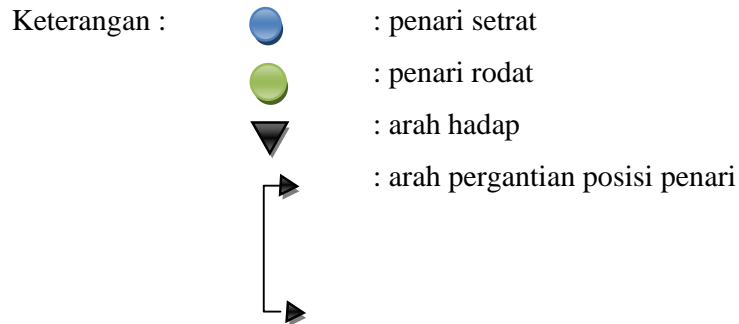 Keterangan : : penari setrat
: penari rodat
: arah hadap
: arah pergantian posisi penari